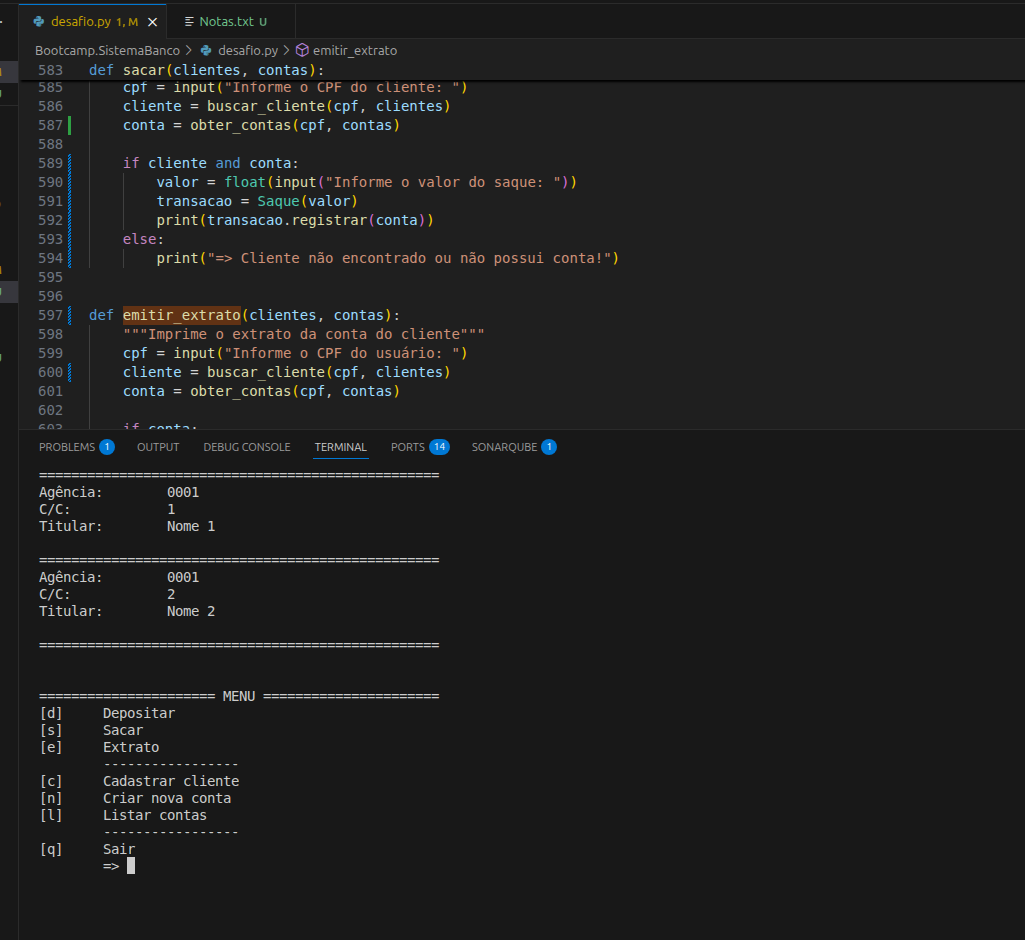 desafio.py 1, M
Notas.txt U
Bootcamp.SistemaBanco > desafio.py > emitir_extrato
583 def sacar(clientes, contas):
585 cpf = input("Informe o CPF do cliente: ")
586 cliente = buscar_cliente(cpf, clientes)
587 conta = obter_contas(cpf, contas)
588
589 if cliente and conta:
590 valor = float(input("Informe o valor do saque: "))
591 transacao = Saque(valor)
592 print(transacao.registrar(conta))
593 else:
594 print("=> Cliente não encontrado ou não possui conta!")
595
596
597 def emitir_extrato(clientes, contas):
598 """Imprime o extrato da conta do cliente"""
599 cpf = input("Informe o CPF do usuário: ")
600 cliente = buscar_cliente(cpf, clientes)
601 conta = obter_contas(cpf, contas)
602
603 if conta:
PROBLEMS 1 OUTPUT DEBUG CONSOLE TERMINAL PORTS 14 SONARQUBE 1
==================================================
Agência: 0001
C/C: 1
Titular: Nome 1
==================================================
Agência: 0001
C/C: 2
Titular: Nome 2
==================================================
====================== MENU ======================
[d] Depositar
[s] Sacar
[e] Extrato
-----------------
[c] Cadastrar cliente
[n] Criar nova conta
[l] Listar contas
-----------------
[q] Sair
=>